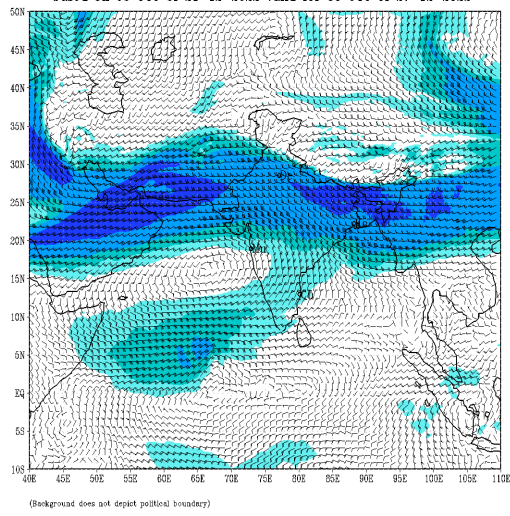 50N
45N
40N
35N
30N
25N
20N
15N
10N
5N
EQ
5S
10S
40E 45E 50E 55E 60E 65E 70E 75E 80E 85E 90E 95E 100E 105E 110E
(Background does not depict political boundary)